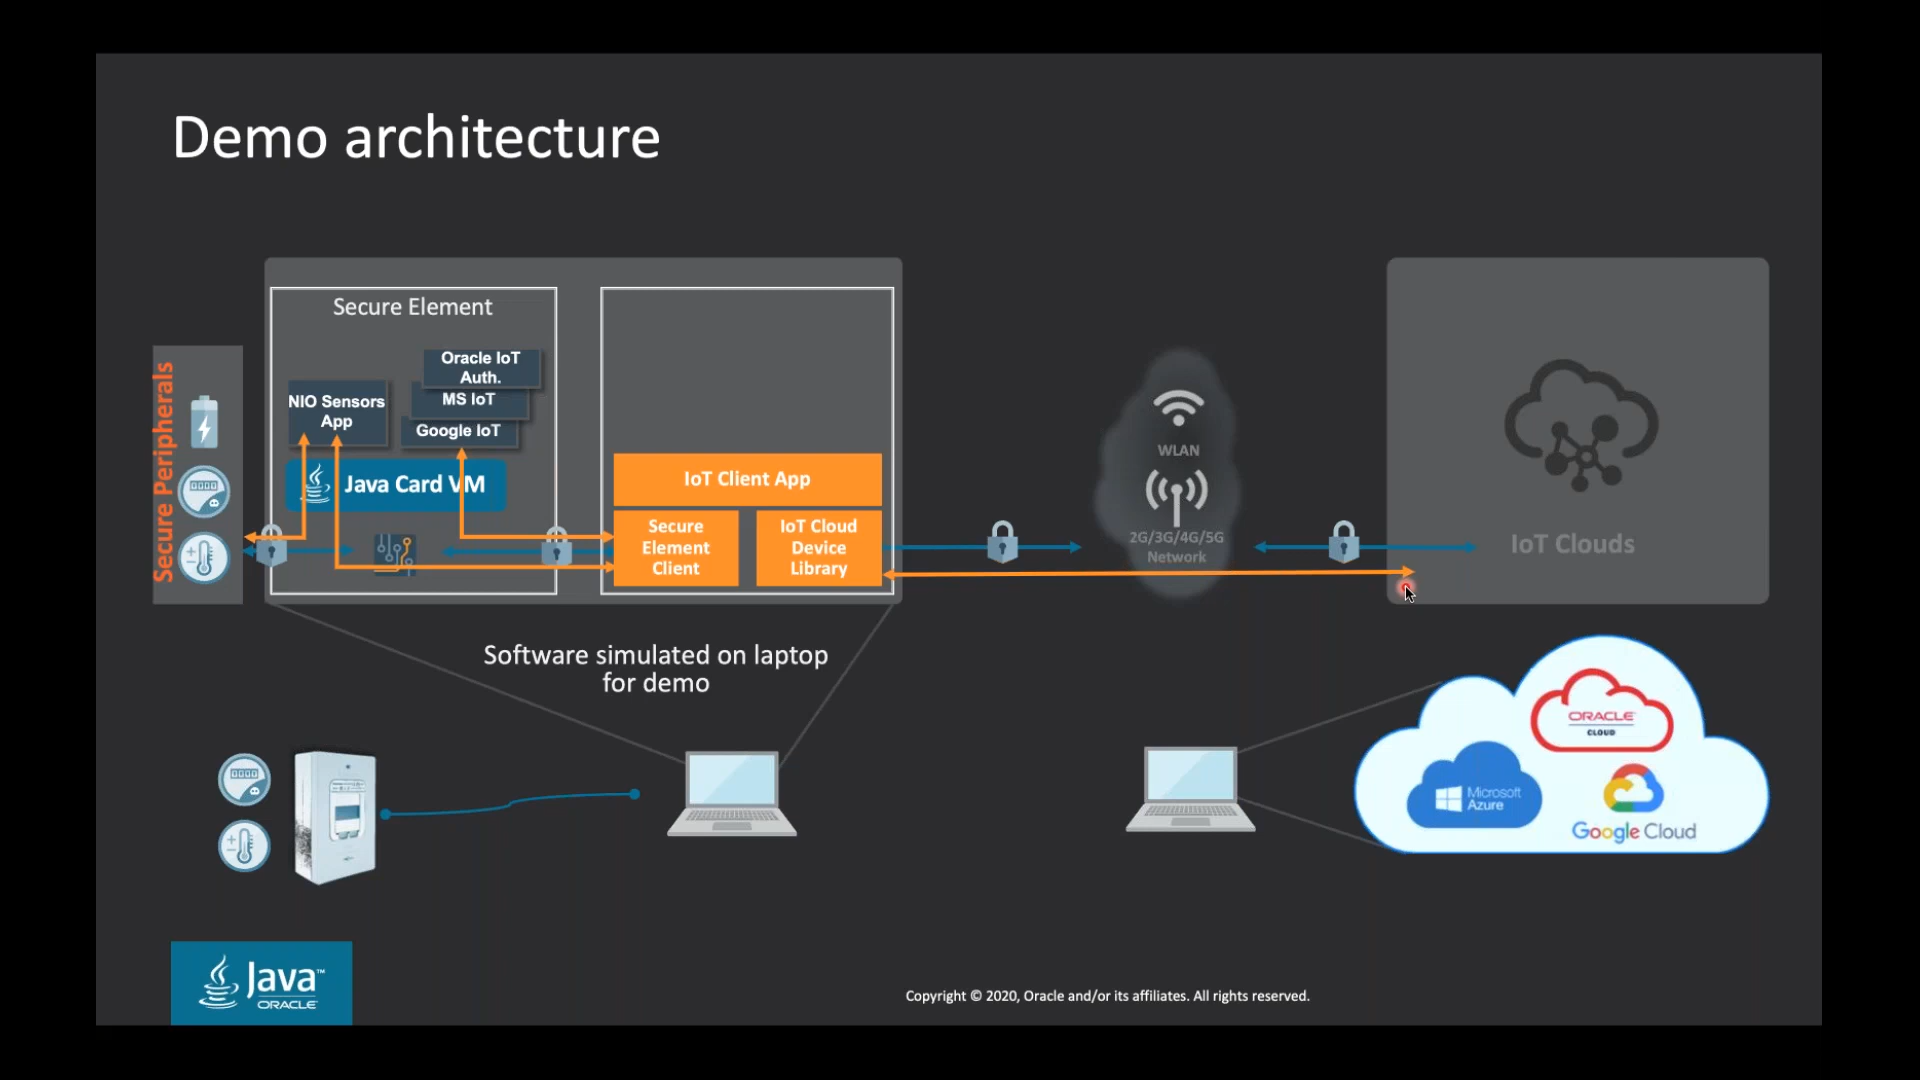 Demo architecture
Secure Peripherals
Secure Element
Oracle IoT
Auth.
MS IoT
Google IoT
NIO Sensors
App
Java Card VM
IoT Client App
Secure
Element
Client
IoT Cloud
Device
Library
WLAN
2G/3G/4G/5G
Network
IoT Clouds
Software simulated on laptop
for demo
ORACLE
CLOUD
Microsoft
Azure
Google Cloud
Java™
ORACLE
Copyright © 2020, Oracle and/or its affiliates. All rights reserved.